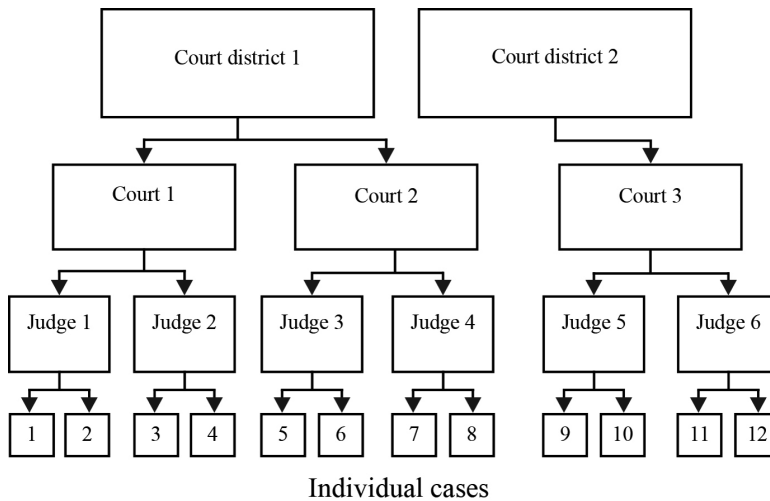 Court district 1
Court district 2
Court 1
Court 2
Court 3
Judge 1
Judge 2
Judge 3
Judge 4
Judge 5
Judge 6
1
2
3
4
5
6
7
8
9
10
11
12
Individual cases